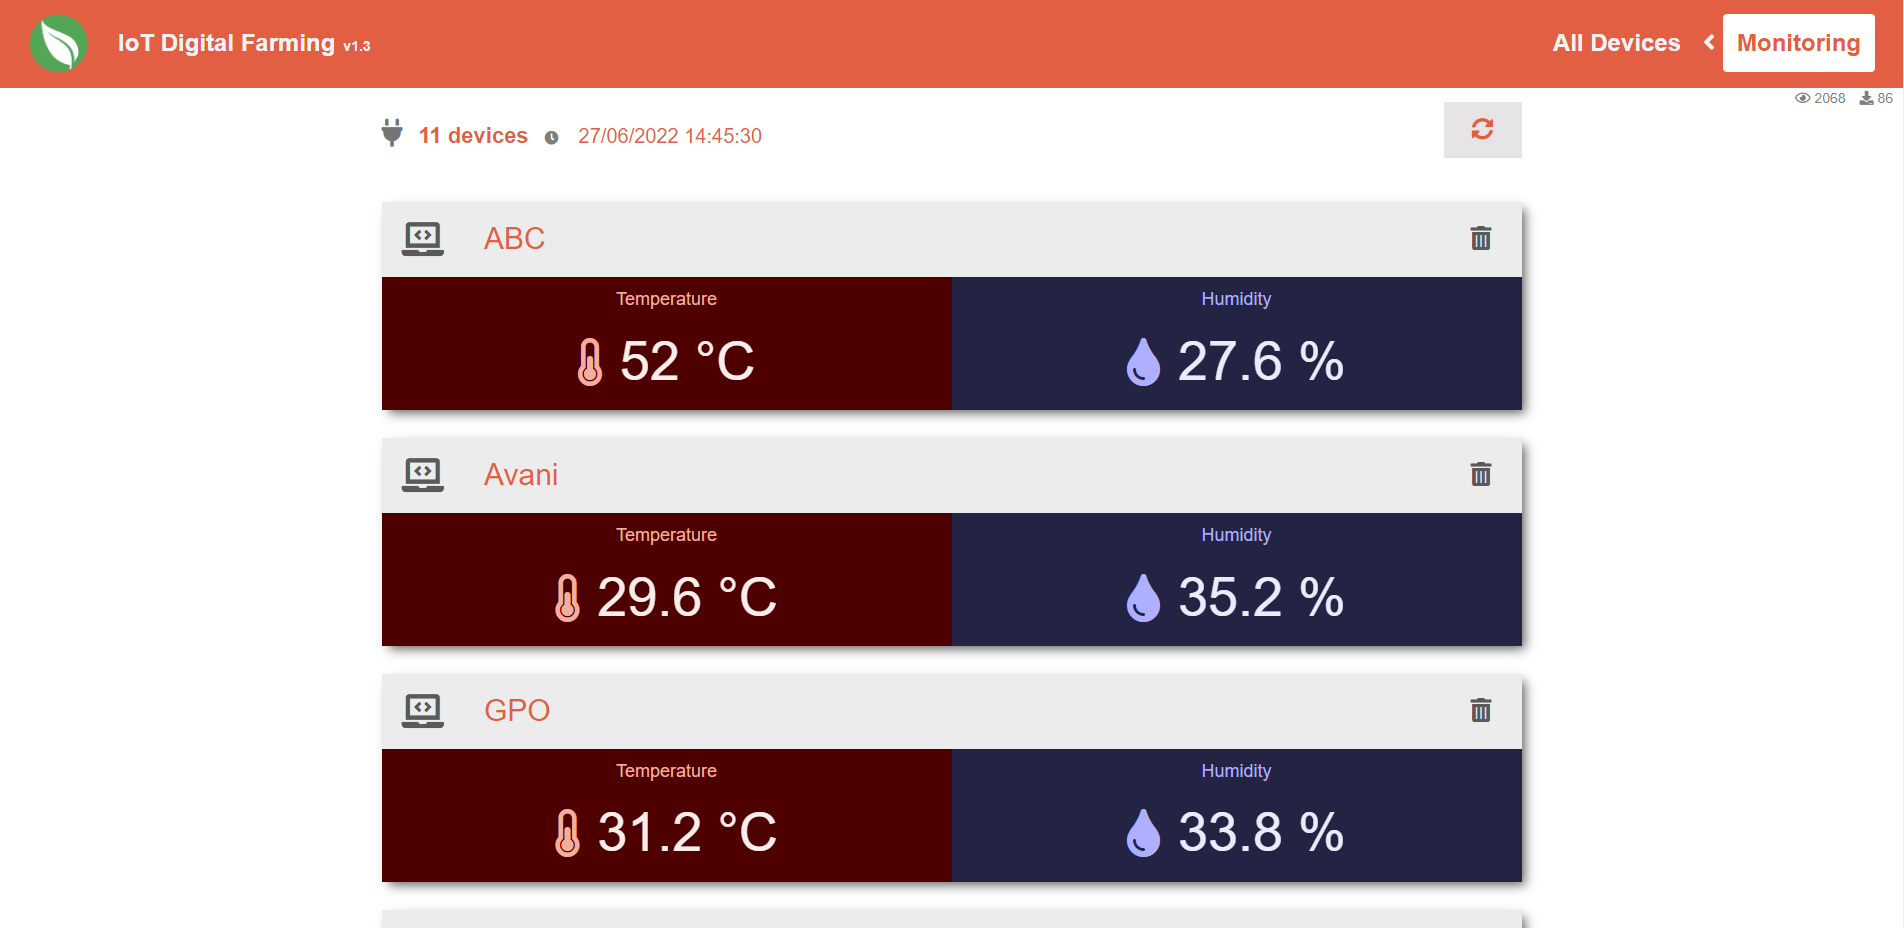 IoT Digital Farming v1.3
All Devices
Monitoring
2068
86
11 devices
27/06/2022 14:45:30
ABC
Temperature
Humidity
52 °C
27.6 %
Avani
Temperature
Humidity
29.6 °C
35.2 %
GPO
Temperature
Humidity
31.2 °C
33.8 %